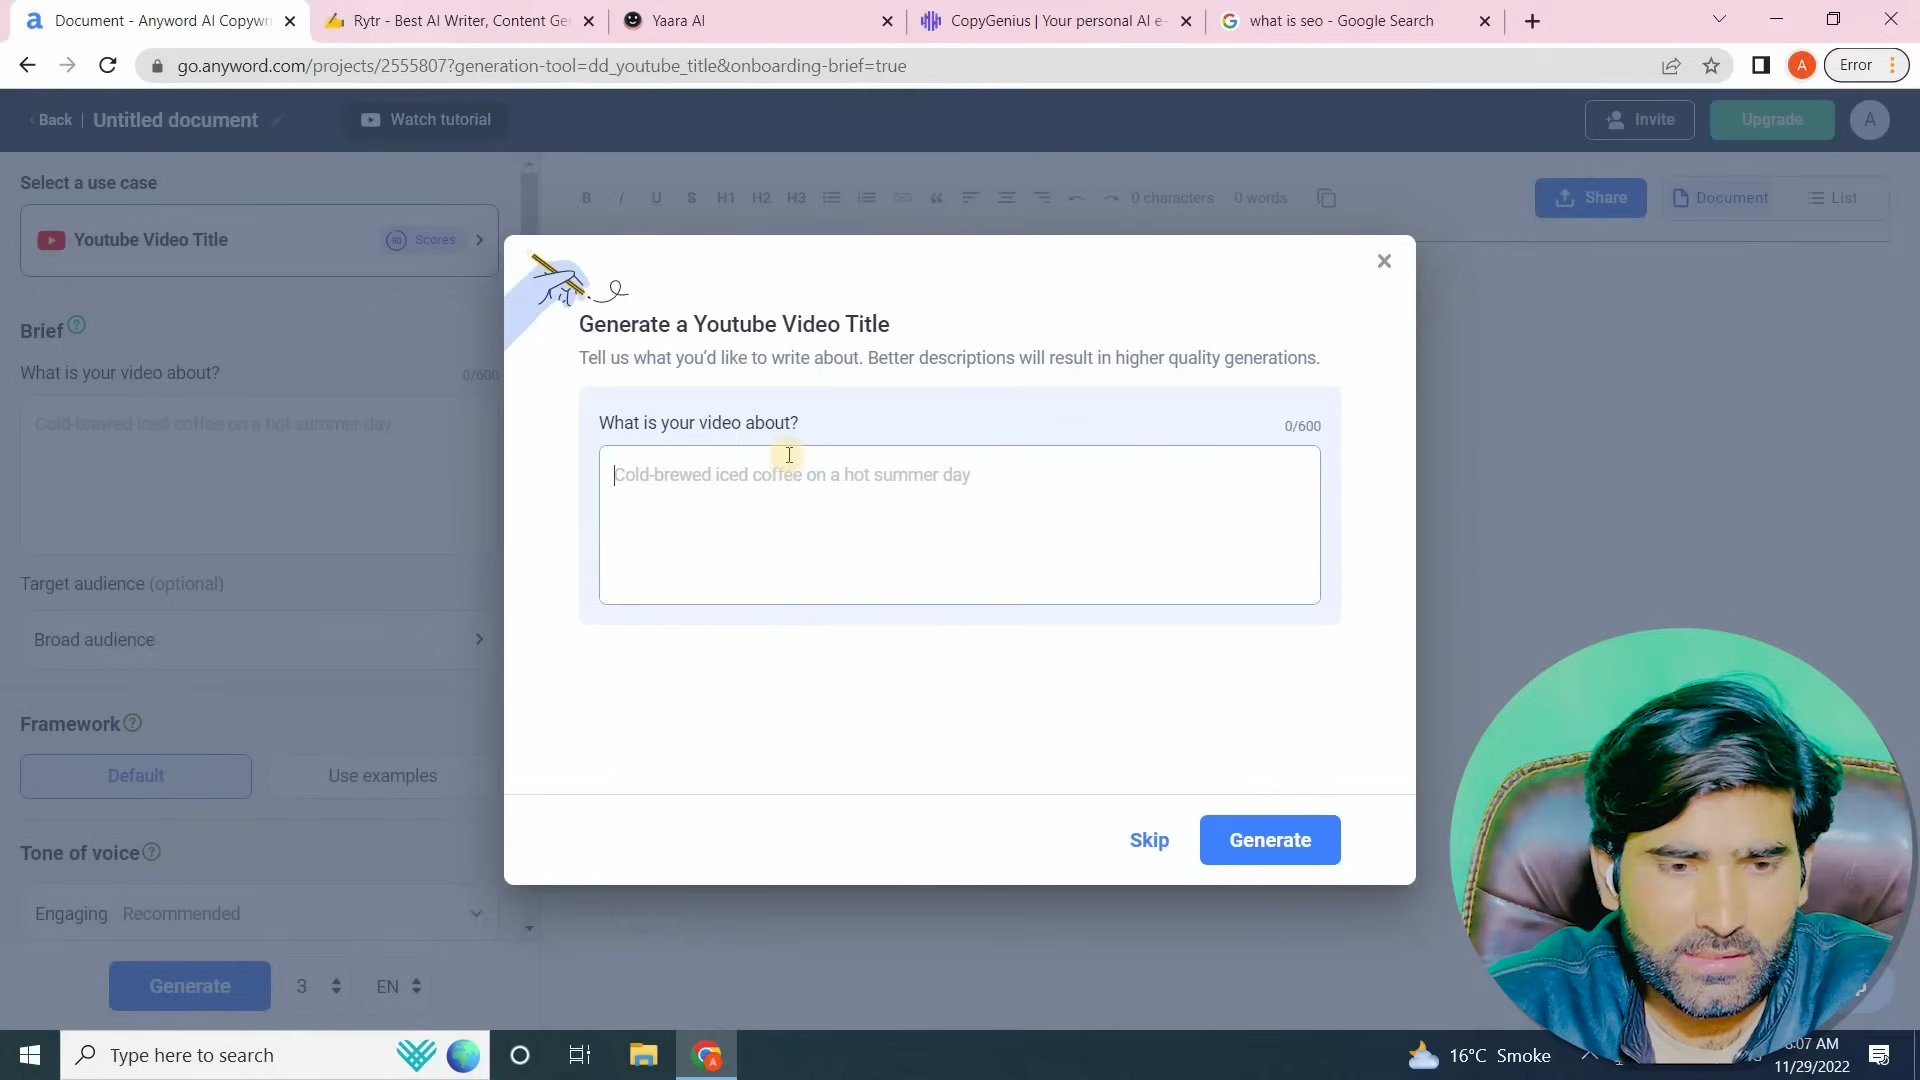 Document - Anyword AI Copywr
Rytr - Best AI Writer, Content Ge
Yaara AI
CopyGenius | Your personal AI e-
what is seo - Google Search
go.anyword.com/projects/2555807?generation-tool=dd_youtube_title&onboarding-brief=true
A
Error
Back
Untitled document
Watch tutorial
Invite
Upgrade
A
Select a use case
B I U S H1 H2 H3
0 characters
0 words
Share
Document
List
Youtube Video Title
90 Scores
Generate a Youtube Video Title
Tell us what you'd like to write about. Better descriptions will result in higher quality generations.
Brief
What is your video about?
0/600
Cold-brewed iced coffee on a hot summer day
What is your video about?
0/600
Cold-brewed iced coffee on a hot summer day
Target audience (optional)
Broad audience
Framework
Default
Use examples
Tone of voice
Engaging Recommended
Skip
Generate
Generate
3
EN
Type here to search
16°C Smoke
:07 AM
11/29/2022